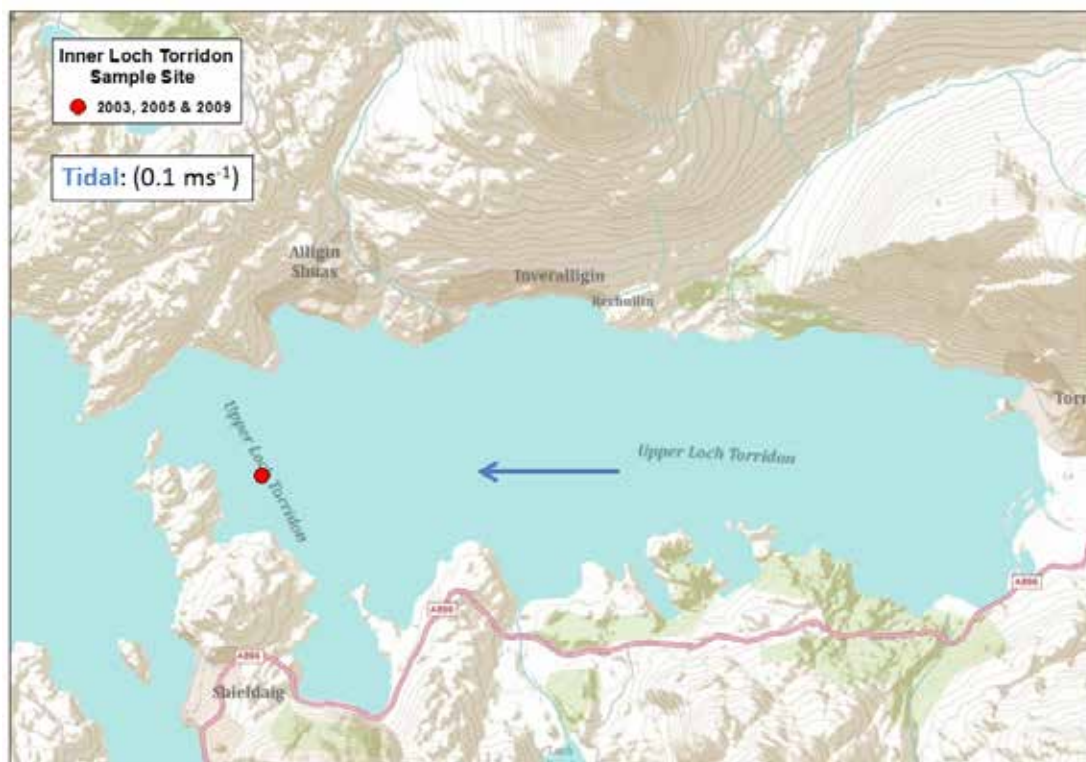 Inner Loch Torridon
Sample Site
2003, 2005 & 2009
Tidal: (0.1 ms⁻¹)
Alligin
Shuas
Inveralligin
Torr
Upper Loch Torridon
Upper Loch Torridon
A896
A896
A896
Shieldaig